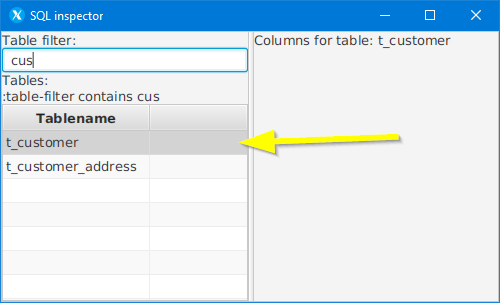 SQL inspector
Table filter:
cus
Tables:
:table-filter contains cus
Tablename
t_customer
t_customer_address
Columns for table: t_customer